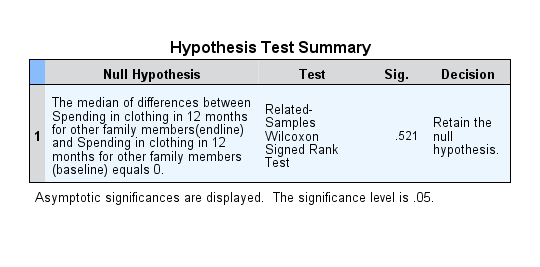 Hypothesis Test Summary
Null Hypothesis Test Sig. Decision
1
The median of differences between
Spending in clothing in 12 months
for other family members(endline)
and Spending in clothing in 12
months for other family members
(baseline) equals 0.
Related-
Samples
Wilcoxon
Signed Rank
Test
.521
Retain the
null
hypothesis.
Asymptotic significances are displayed. The significance level is .05.